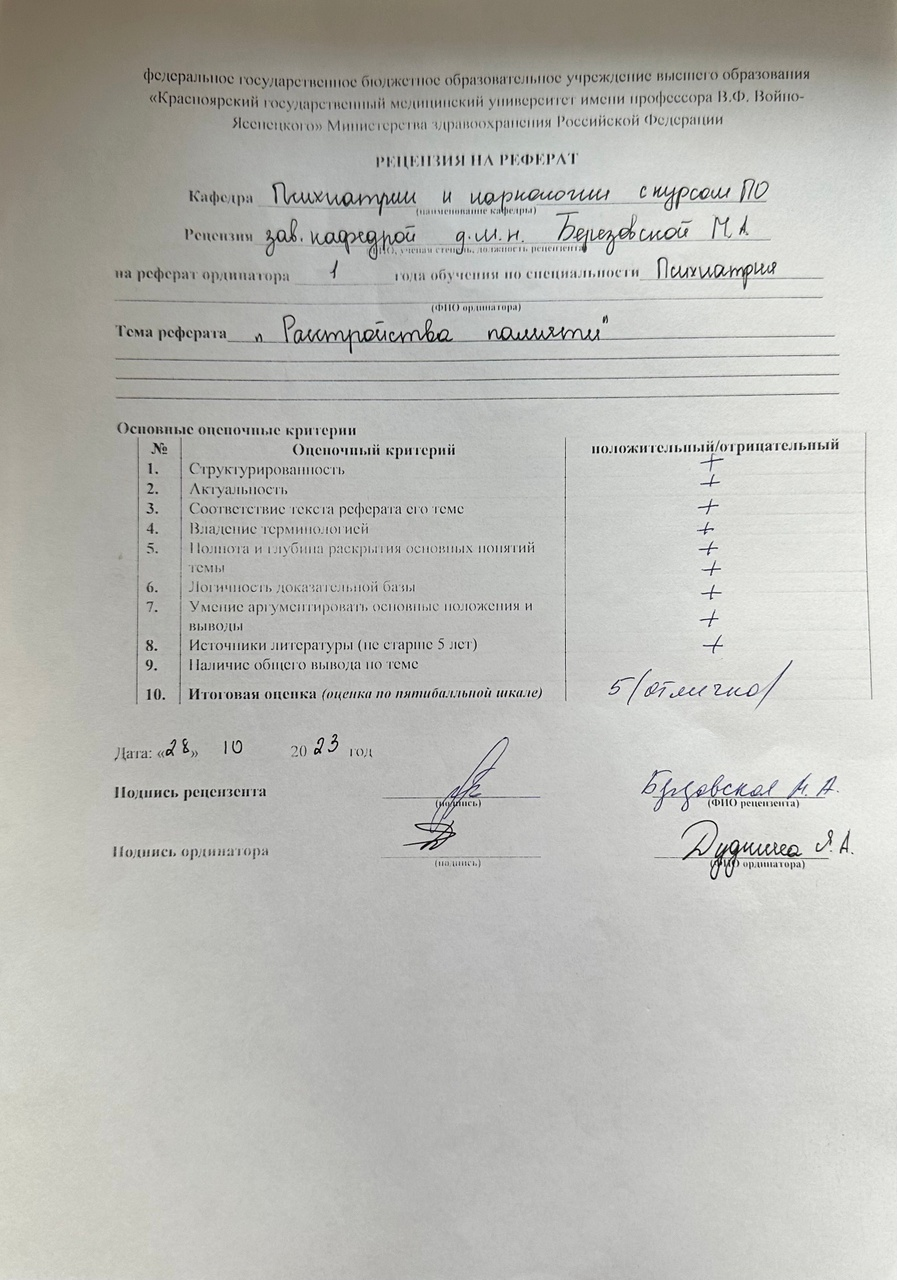 федеральное государственное бюджетное образовательное учреждение высшего образования
«Красноярский государственный медицинский университет имени профессора В.Ф. Войно-
Ясенецкого» Министерства здравоохранения Российской Федерации
РЕЦЕНЗИЯ НА РЕФЕРАТ
Кафедра Психиатрии и наркологии с курсом ПО
(наименование кафедры)
Рецензия зав. кафедрой д.м.н. Березовской М.А.
(ФИО, ученая степень, должность рецензента)
на реферат ординатора 1 года обучения по специальности Психиатрия
(ФИО ординатора)
Тема реферата „Расстройства памяти"
Основные оценочные критерии
№ Оценочный критерий положительный/отрицательный
1. Структурированность +
2. Актуальность +
3. Соответствие текста реферата его теме +
4. Владение терминологией +
5. Полнота и глубина раскрытия основных понятий +
темы +
6. Логичность доказательной базы +
7. Умение аргументировать основные положения и
выводы +
8. Источники литературы (не старше 5 лет) +
9. Наличие общего вывода по теме
10. Итоговая оценка (оценка по пятибалльной шкале) 5 /отлично/
Дата: «28» 10 2023 год
Подпись рецензента Березовская М.А.
(подпись) (ФИО рецензента)
Подпись ординатора А.
(подпись) (ФИО ординатора)